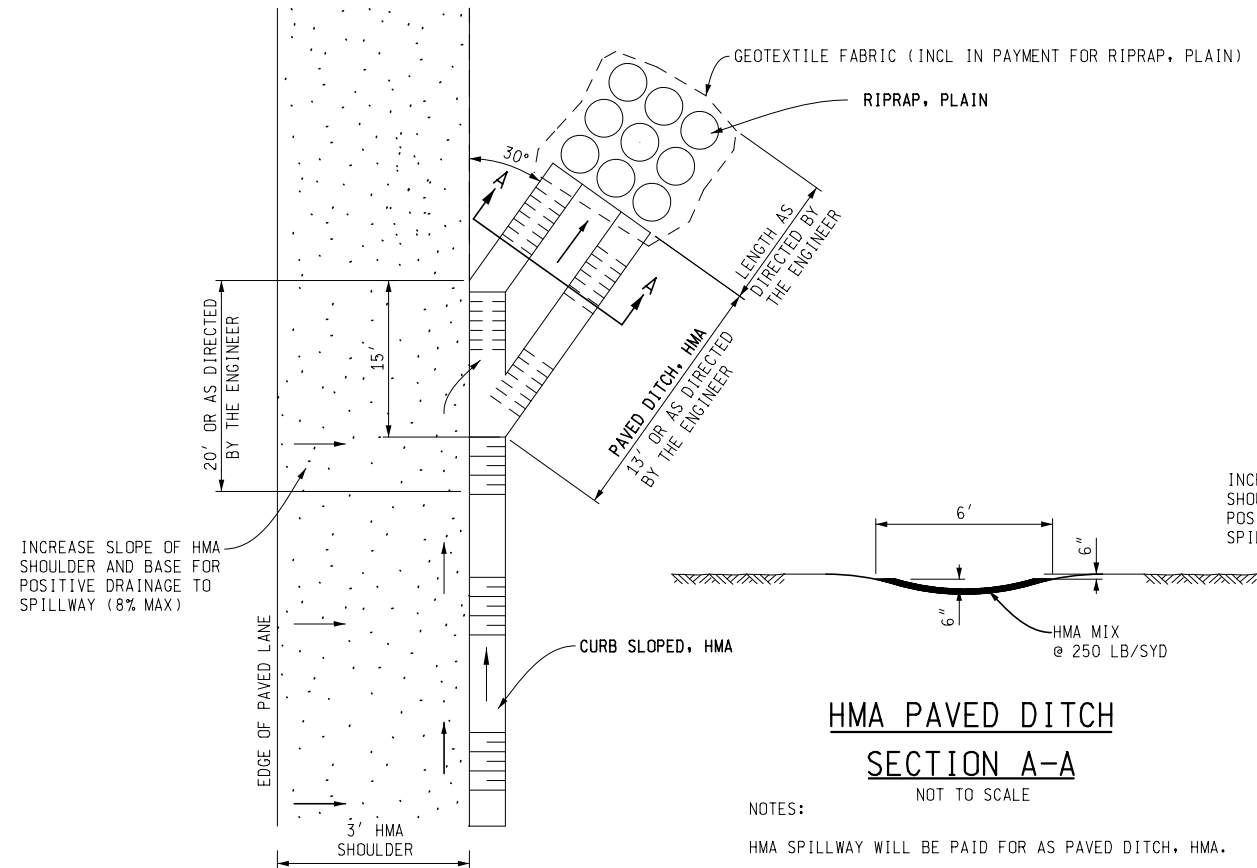 GEOTEXTILE FABRIC (INCL IN PAYMENT FOR RIPRAP, PLAIN)
RIPRAP, PLAIN
30°
A
A
LENGTH AS
DIRECTED BY
THE ENGINEER
20' OR AS DIRECTED
BY THE ENGINEER
15'
PAVED DITCH, HMA
13' OR AS DIRECTED
BY THE ENGINEER
INCREASE SLOPE OF HMA
SHOULDER AND BASE FOR
POSITIVE DRAINAGE TO
SPILLWAY (8% MAX)
EDGE OF PAVED LANE
CURB SLOPED, HMA
3' HMA
SHOULDER
6'
6"
6"
HMA MIX
@ 250 LB/SYD
INC
SHOU
POS
SPIL
HMA PAVED DITCH
SECTION A-A
NOT TO SCALE
NOTES:
HMA SPILLWAY WILL BE PAID FOR AS PAVED DITCH, HMA.